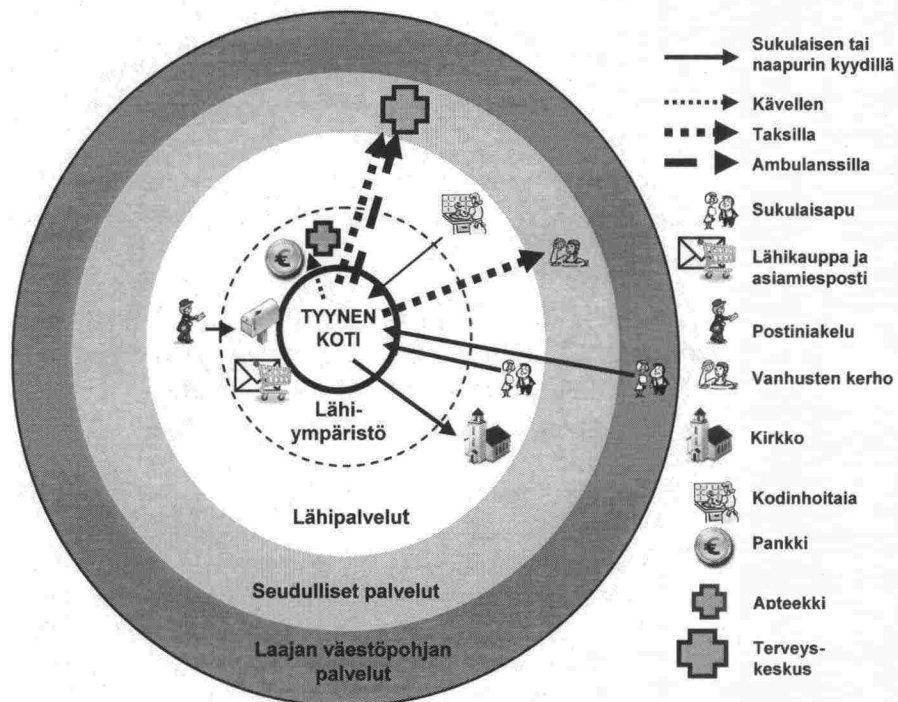 TYYNEN
KOTI
Lähi-
ympäristö
Lähipalvelut
Seudulliset palvelut
Laajan väestöpohjan
palvelut
€
Sukulaisen tai
naapurin kyydillä
Kävellen
Taksilla
Ambulanssilla
Sukulaisapu
Lähikauppa ja
asiamiesposti
Postiniakelu
Vanhusten kerho
Kirkko
Kodinhoitaia
€
Pankki
Apteekki
Terveys-
keskus